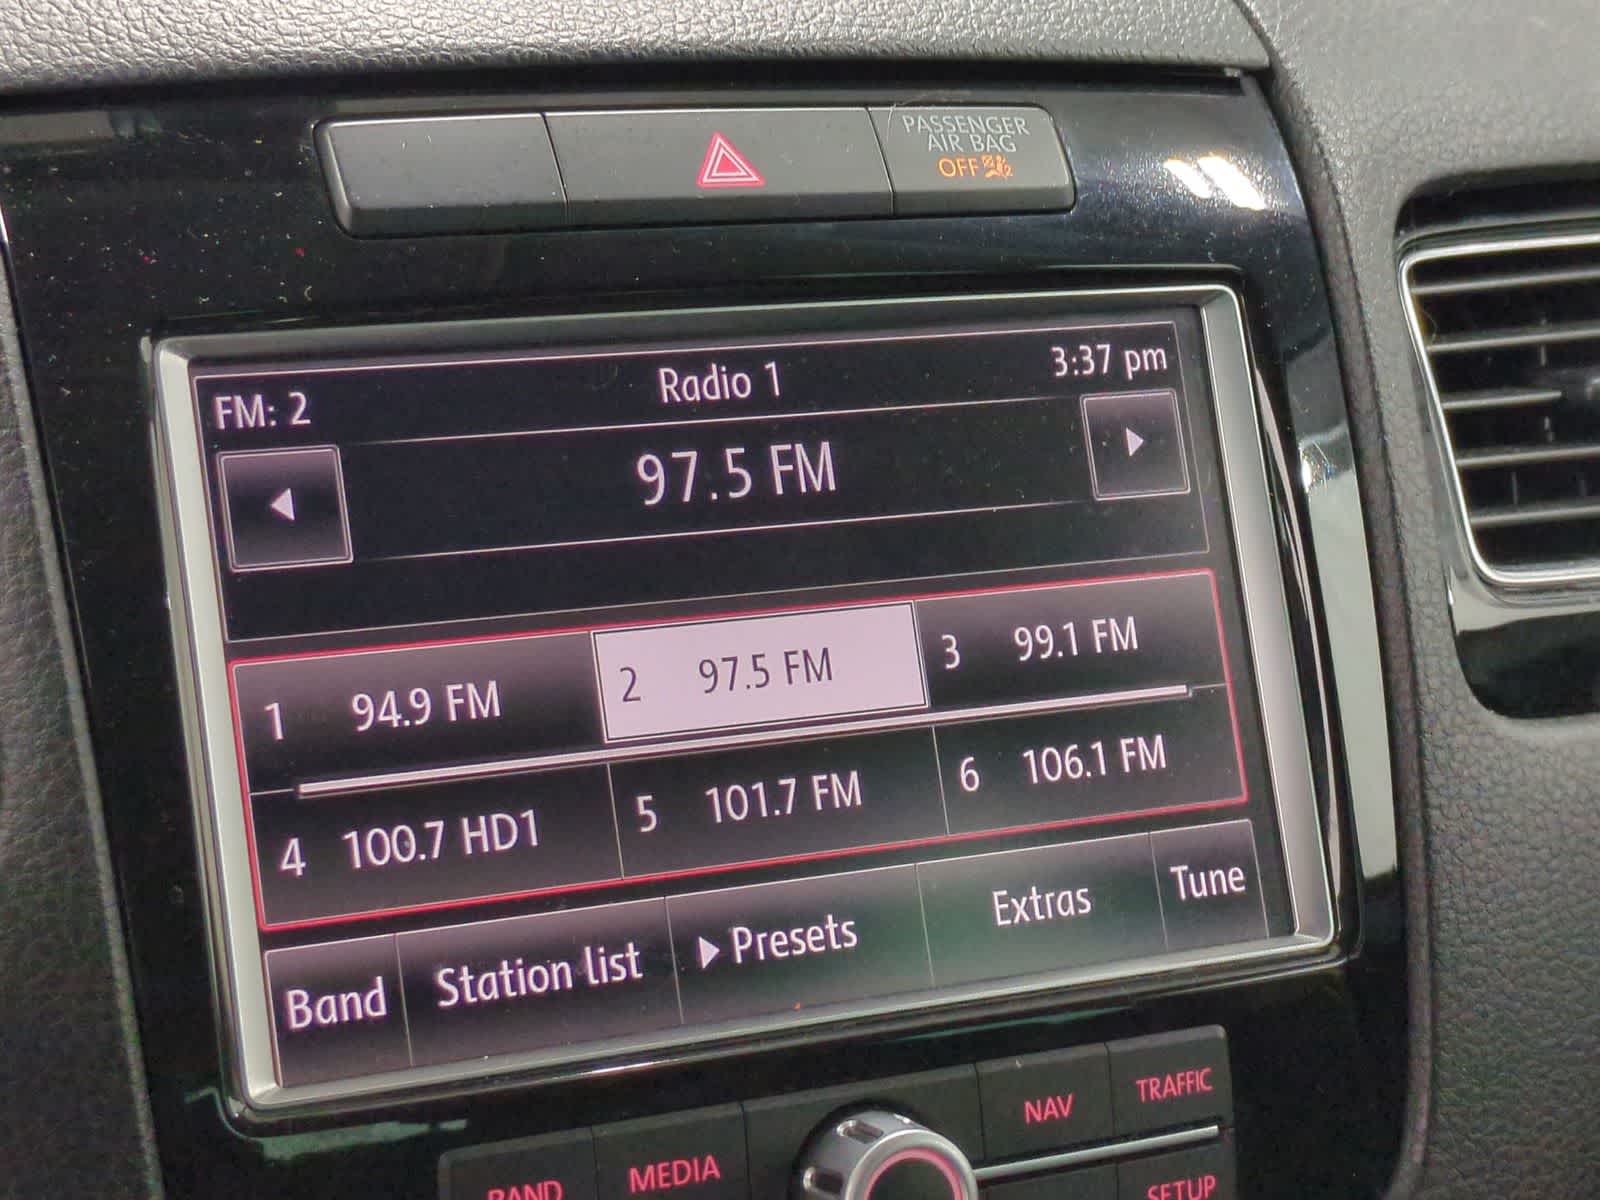 PASSENGER
AIR BAG
OFF 2
FM: 2 Radio 1 3:37 pm
97.5 FM
1 94.9 FM 2 97.5 FM 3 99.1 FM
4 100.7 HD1 5 101.7 FM 6 106.1 FM
Band Station list Presets Extras Tune
NAV TRAFFIC
BAND MEDIA SETUP